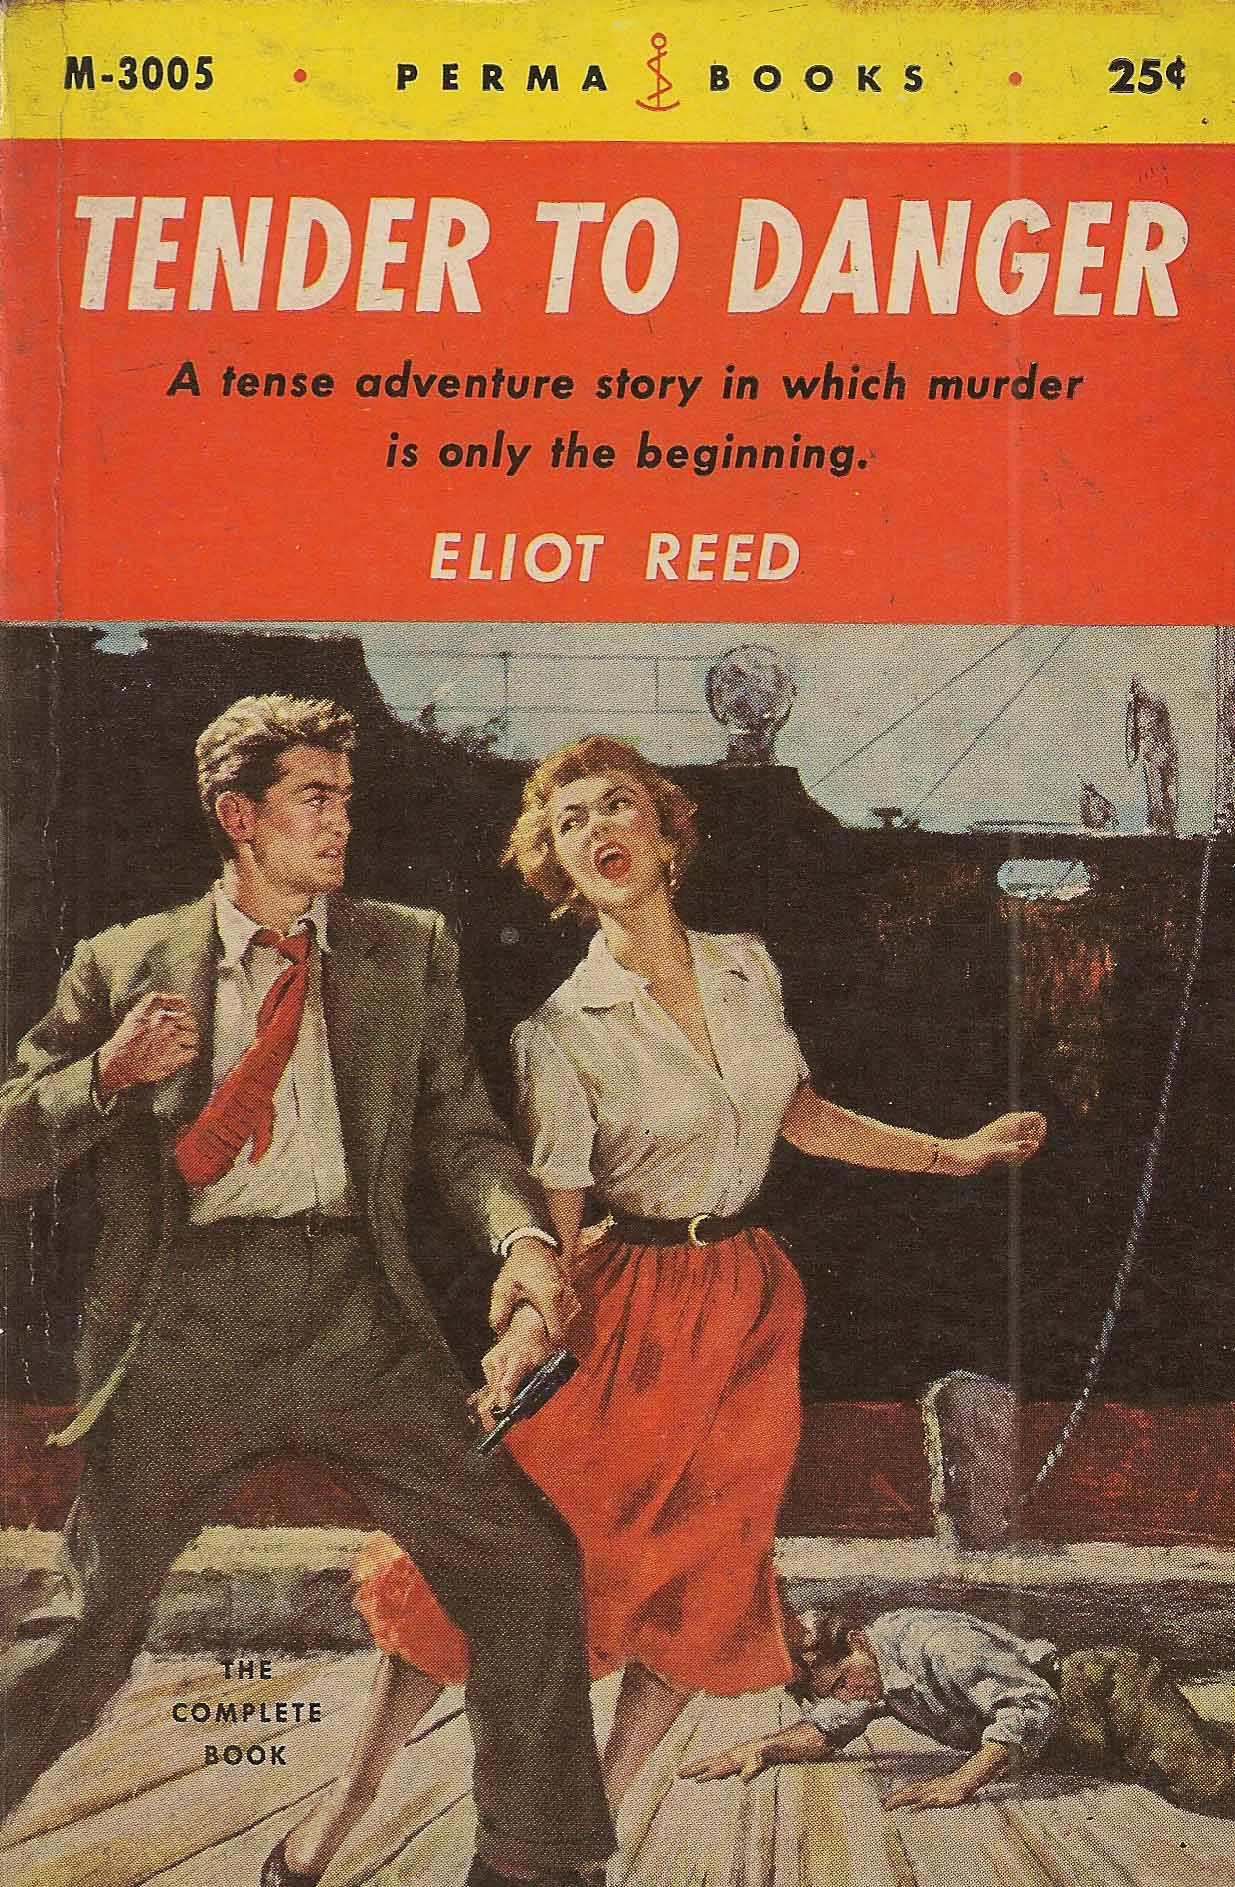 M-3005 • PERMA BOOKS • 25¢
TENDER TO DANGER
A tense adventure story in which murder
is only the beginning.
ELIOT REED
THE
COMPLETE
BOOK